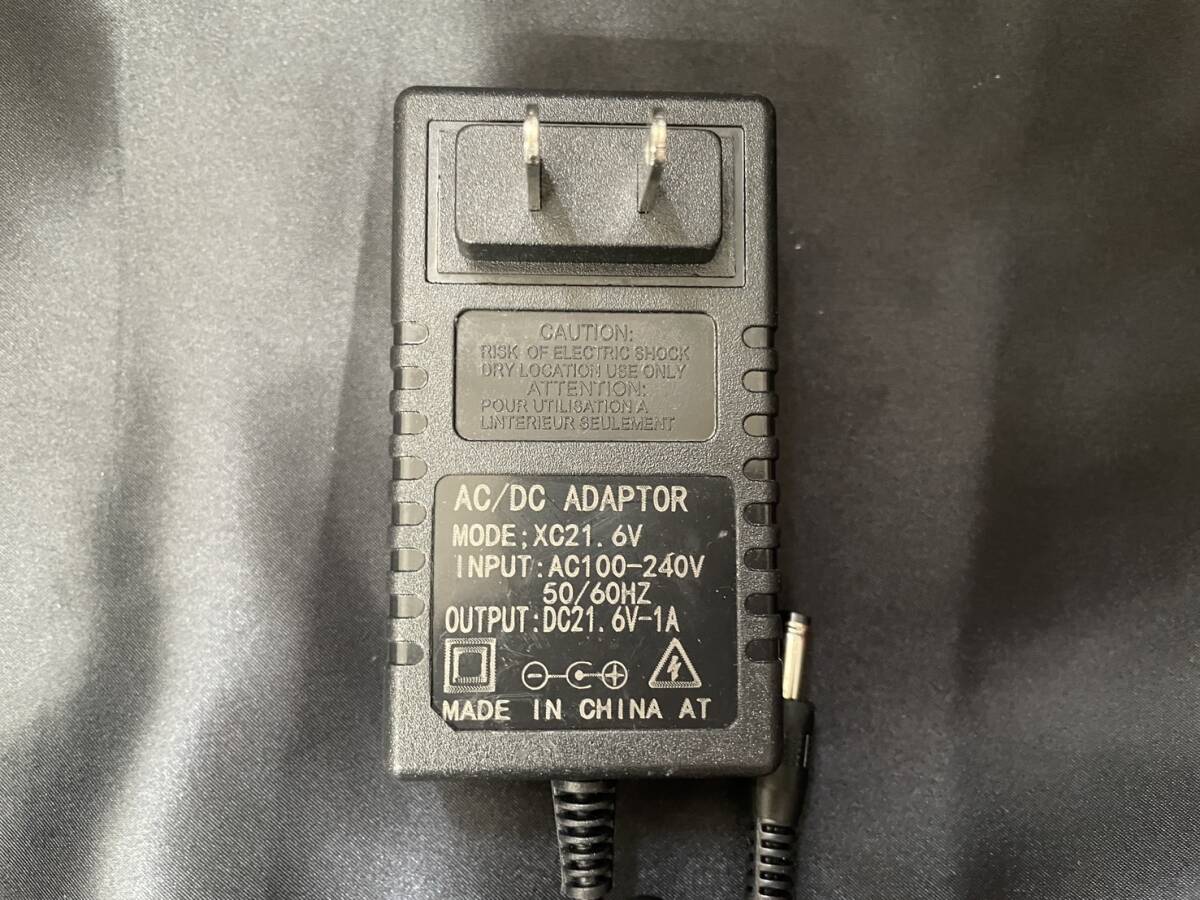 CAUTION:
RISK OF ELECTRIC SHOCK
DRY LOCATION USE ONLY
ATTENTION:
POUR UTILISATION A
LINTERIEUR SEULEMENT
AC/DC ADAPTOR
MODE;XC21.6V
INPUT:AC100-240V
50/60HZ
OUTPUT:DC21.6V-1A
MADE IN CHINA AT